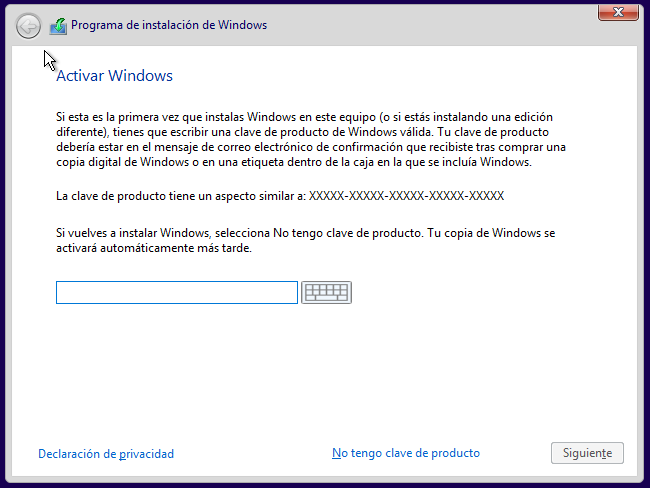 Programa de instalación de Windows
Activar Windows
Si esta es la primera vez que instalas Windows en este equipo (o si estás instalando una edición
diferente), tienes que escribir una clave de producto de Windows válida. Tu clave de producto
debería estar en el mensaje de correo electrónico de confirmación que recibiste tras comprar una
copia digital de Windows o en una etiqueta dentro de la caja en la que se incluía Windows.
La clave de producto tiene un aspecto similar a: XXXXX-XXXXX-XXXXX-XXXXX-XXXXX
Si vuelves a instalar Windows, selecciona No tengo clave de producto. Tu copia de Windows se
activará automáticamente más tarde.
Declaración de privacidad
No tengo clave de producto
Siguiente